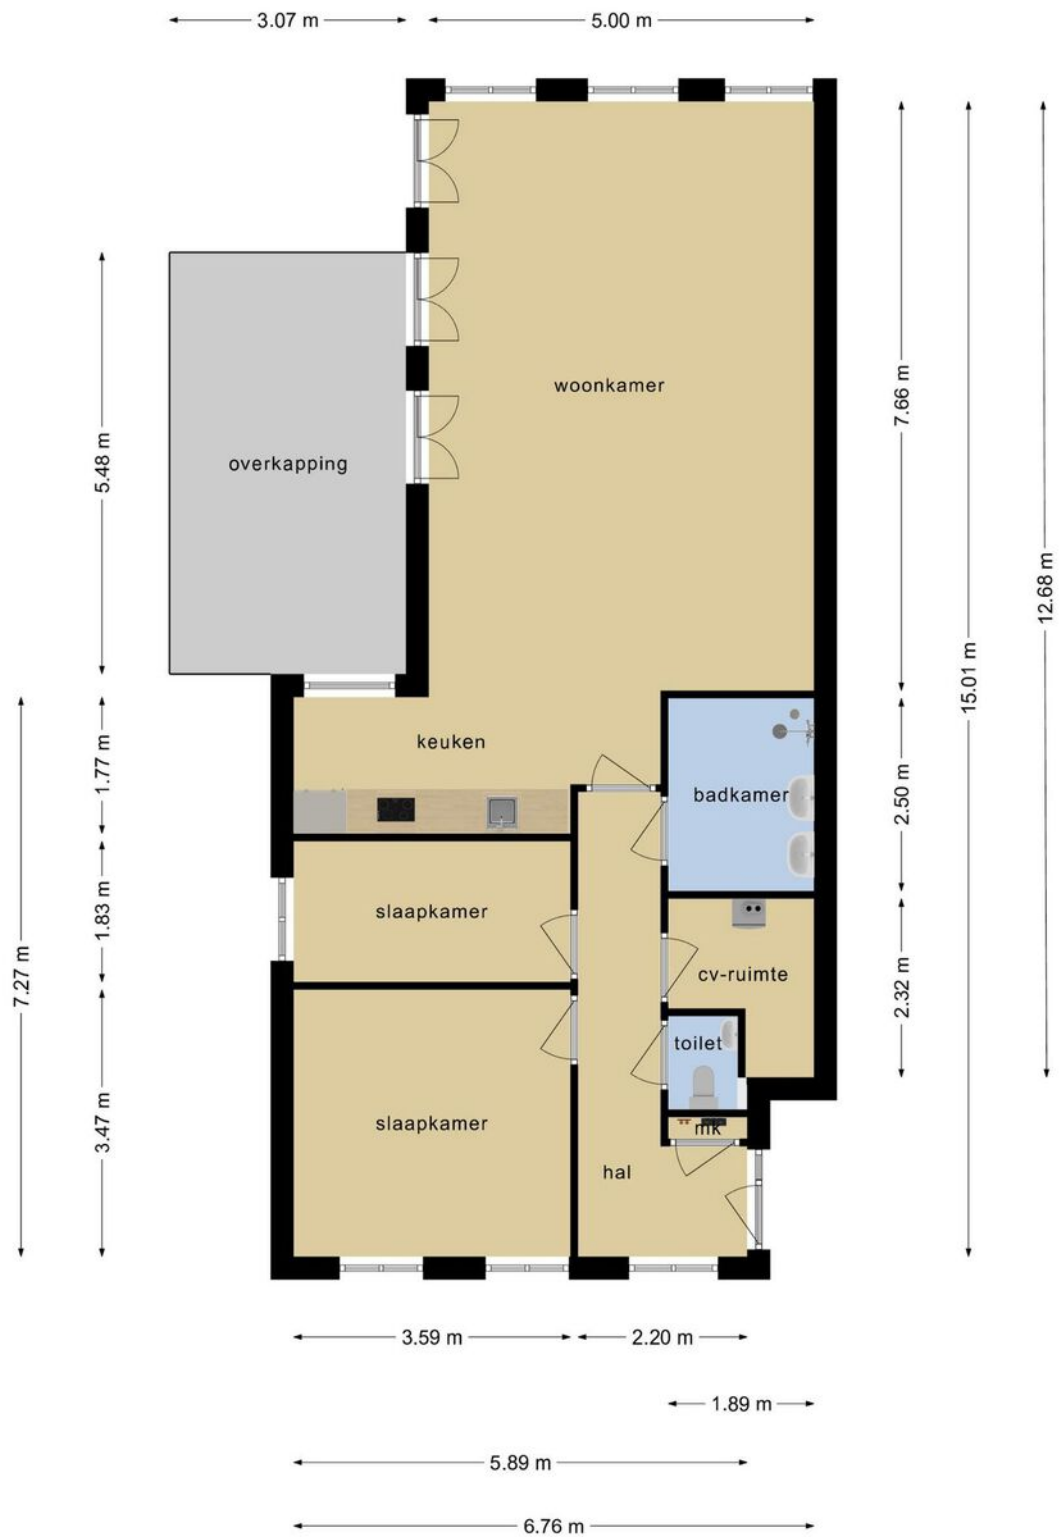 3.07 m
5.00 m
woonkamer
overkapping
5.48 m
7.66 m
12.68 m
15.01 m
keuken
1.77 m
badkamer
2.50 m
slaapkamer
1.83 m
7.27 m
cv-ruimte
2.32 m
toilet
slaapkamer
3.47 m
mk
hal
3.59 m
2.20 m
1.89 m
5.89 m
6.76 m